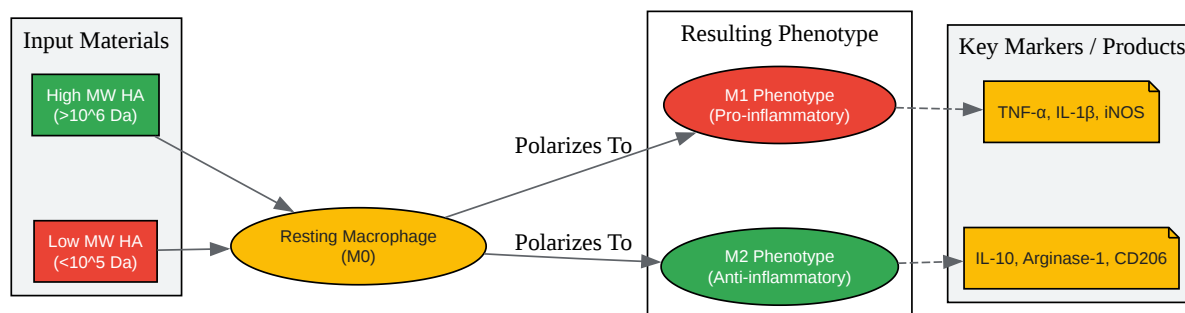 Input Materials
High MW HA
(>10^6 Da)
Low MW HA
(<10^5 Da)
Resting Macrophage
(M0)
Polarizes To
Polarizes To
Resulting Phenotype
M1 Phenotype
(Pro-inflammatory)
M2 Phenotype
(Anti-inflammatory)
Key Markers / Products
TNF-α, IL-1β, iNOS
IL-10, Arginase-1, CD206